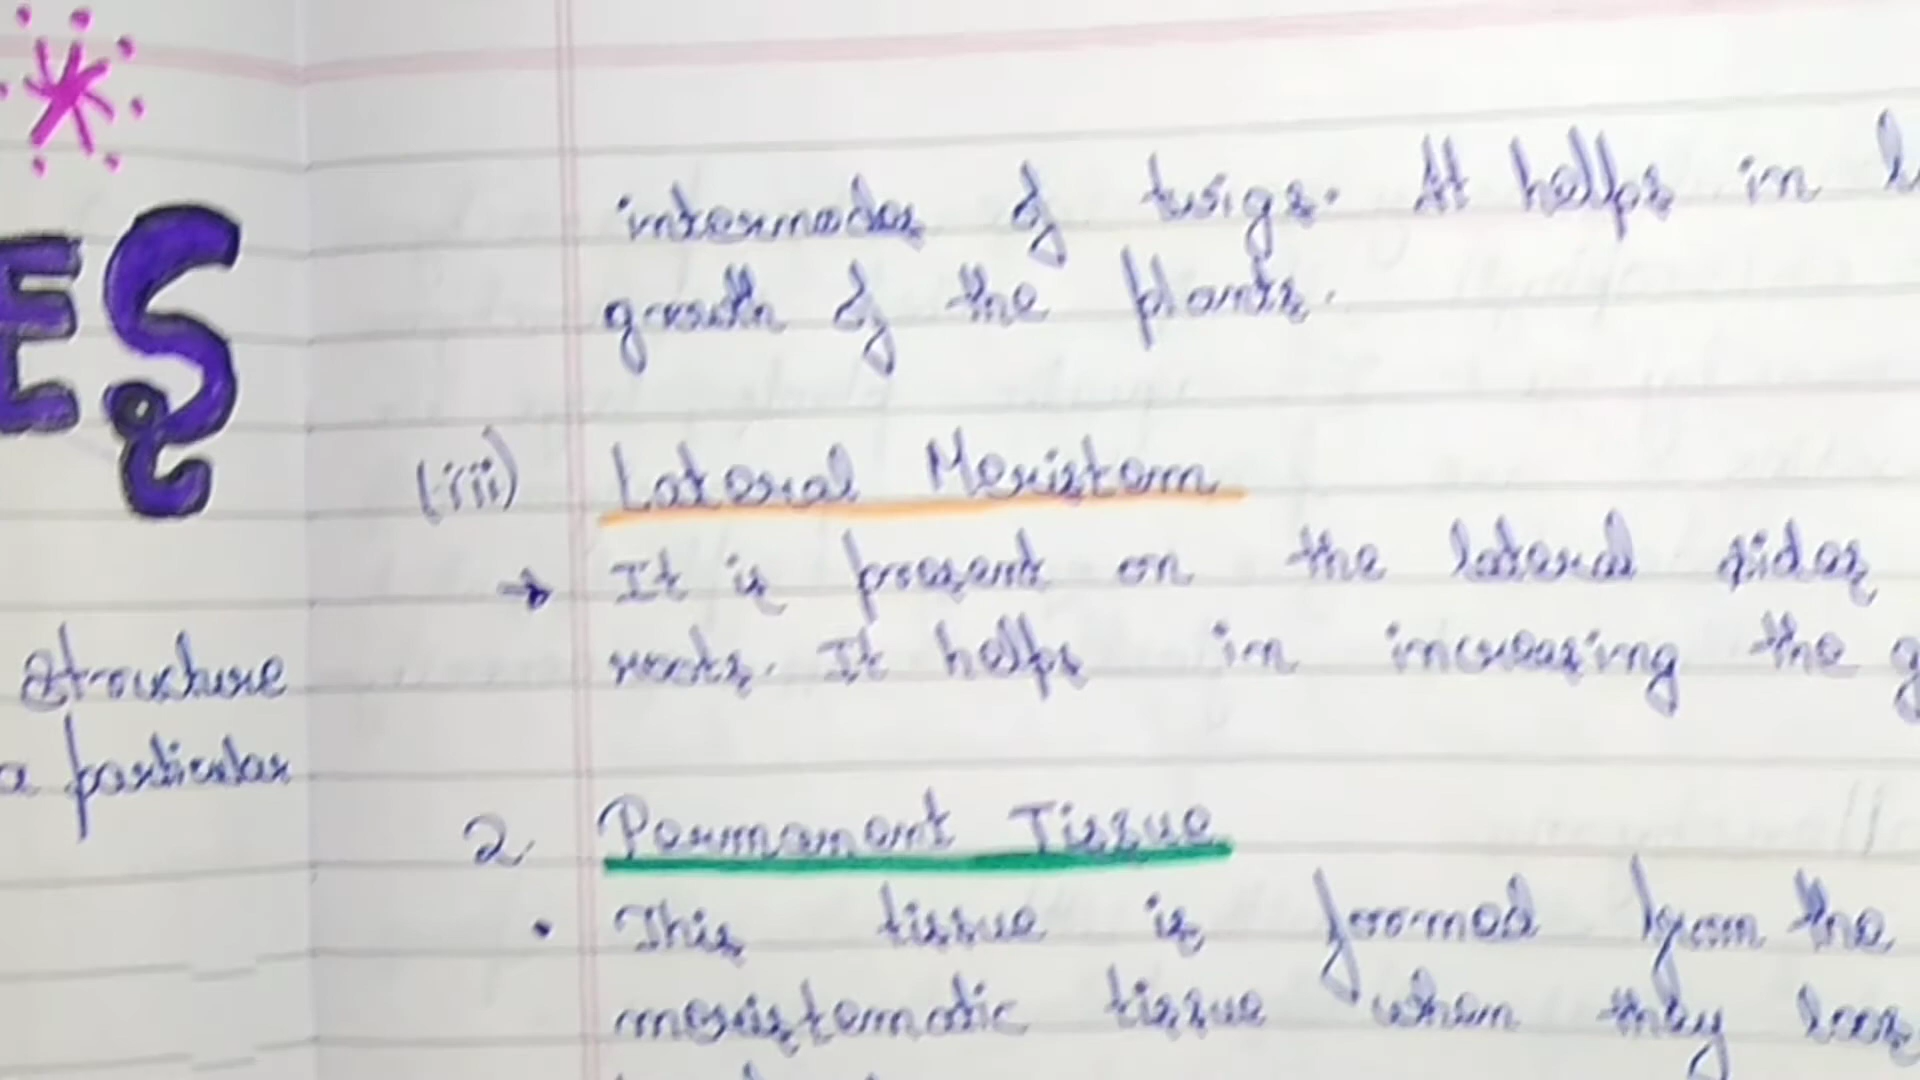 ES
structure
a particular
internodes of twigs. It helps in
growth of the plants.
(iii) Lateral Meristem
→ It is present on the lateral sides
roots. It helps in increasing the
2. Permanent Tissue
• This tissue is formed from the
meristematic tissue when they